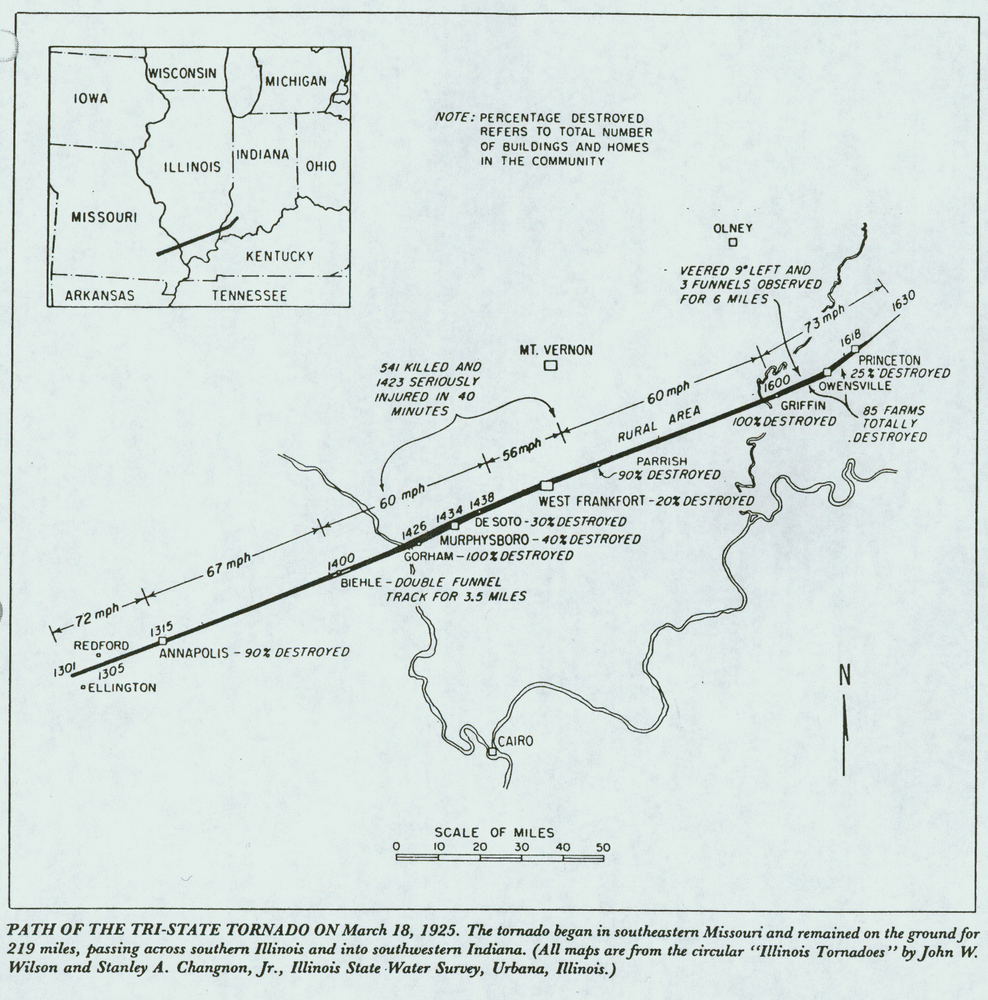 WISCONSIN
MICHIGAN
IOWA
INDIANA
ILLINOIS
OHIO
MISSOURI
KENTUCKY
ARKANSAS
TENNESSEE
NOTE: PERCENTAGE DESTROYED
REFERS TO TOTAL NUMBER
OF BUILDINGS AND HOMES
IN THE COMMUNITY
OLNEY
VEERED 9° LEFT AND
3 FUNNELS OBSERVED
FOR 6 MILES
1630
73 mph
1618
MT. VERNON
PRINCETON
25% DESTROYED
OWENSVILLE
541 KILLED AND
1423 SERIOUSLY
INJURED IN 40
MINUTES
60 mph
1600
GRIFFIN
100% DESTROYED
85 FARMS
TOTALLY
DESTROYED
RURAL AREA
56 mph
PARRISH
90% DESTROYED
60 mph
WEST FRANKFORT - 20% DESTROYED
1438
1434
DE SOTO - 30% DESTROYED
1426
MURPHYSBORO - 40% DESTROYED
GORHAM - 100% DESTROYED
67 mph
1400
BIEHLE - DOUBLE FUNNEL
TRACK FOR 3.5 MILES
72 mph
1315
REDFORD
ANNAPOLIS - 90% DESTROYED
1301
1305
ELLINGTON
N
CAIRO
SCALE OF MILES
0 10 20 30 40 50
PATH OF THE TRI-STATE TORNADO ON March 18, 1925. The tornado began in southeastern Missouri and remained on the ground for
219 miles, passing across southern Illinois and into southwestern Indiana. (All maps are from the circular "Illinois Tornadoes" by John W.
Wilson and Stanley A. Changnon, Jr., Illinois State Water Survey, Urbana, Illinois.)